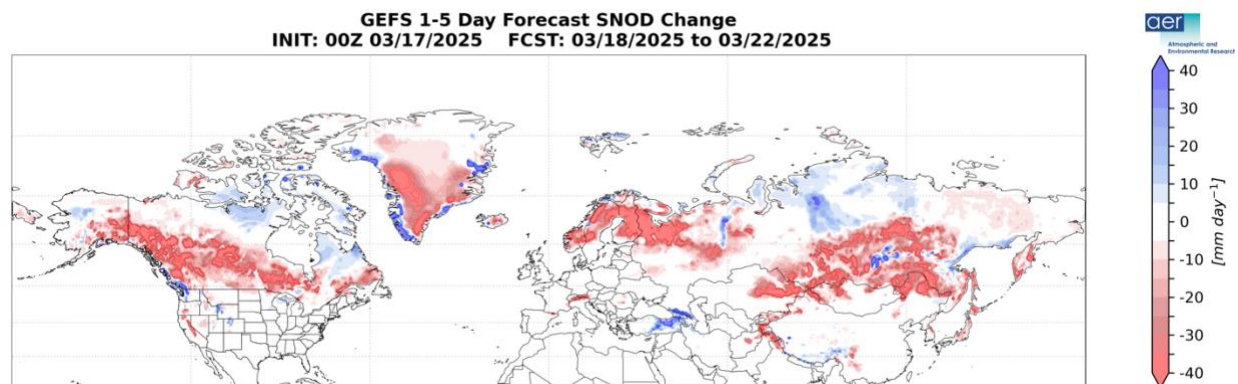 GEFS 1-5 Day Forecast SNOD Change
INIT: 00Z 03/17/2025 FCST: 03/18/2025 to 03/22/2025
aer
Atmospheric and
Environmental Research
40
30
20
10
0
-10
-20
-30
-40
[mm day⁻¹]